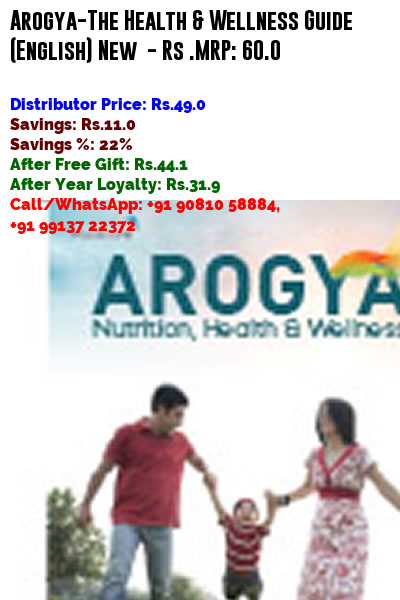 Arogya-The Health & Wellness Guide
(English) New - Rs .MRP: 60.0
Distributor Price: Rs.49.0
Savings: Rs.11.0
Savings %: 22%
After Free Gift: Rs.44.1
After Year Loyalty: Rs.31.9
Call/WhatsApp: +91 90810 58884,
+91 99137 22372
AROGYA
Nutrition, Health & Wellness